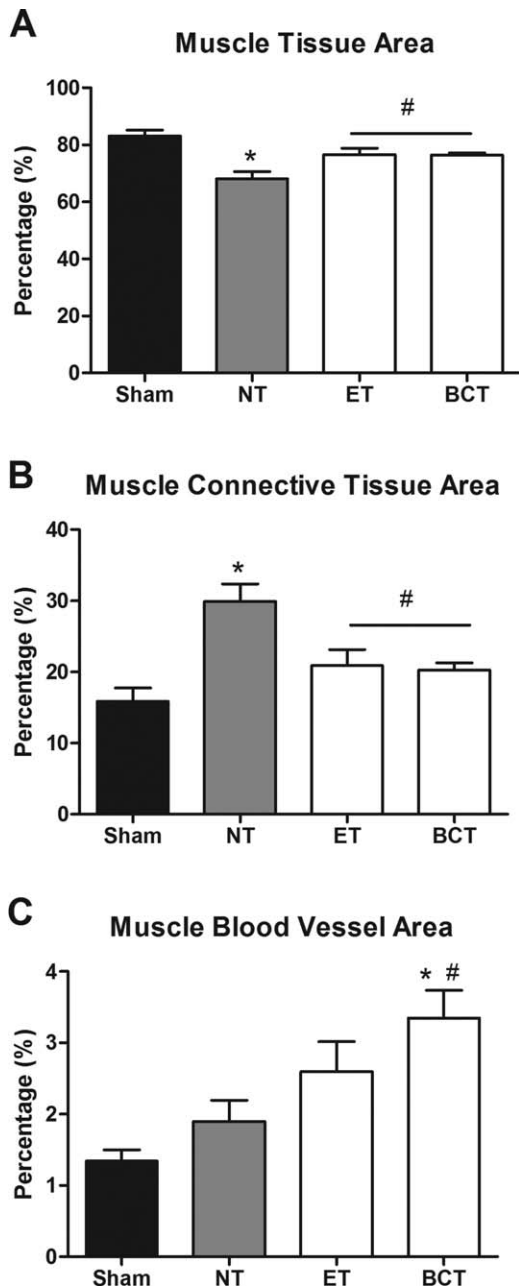 A
Muscle Tissue Area
Percentage (%)
100
80
60
40
20
0
*
#
Sham NT ET BCT
B
Muscle Connective Tissue Area
Percentage (%)
40
30
20
10
0
*
#
Sham NT ET BCT
C
Muscle Blood Vessel Area
Percentage (%)
4
3
2
1
0
* #
Sham NT ET BCT